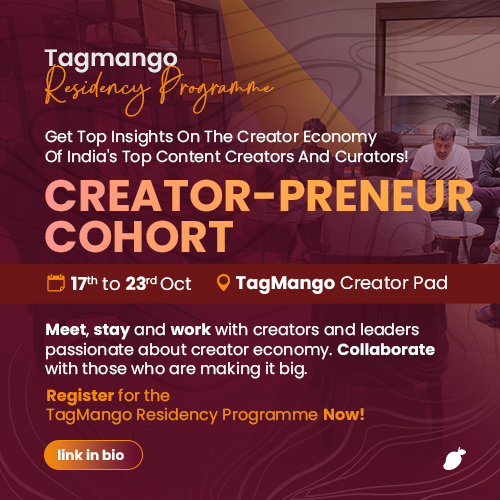 Tagmango
Residency Programme
Get Top Insights On The Creator Economy
Of India's Top Content Creators And Curators!
CREATOR-PRENEUR
COHORT
17th to 23rd Oct
TagMango Creator Pad
Meet, stay and work with creators and leaders
passionate about creator economy. Collaborate
with those who are making it big.
Register for the
TagMango Residency Programme Now!
link in bio